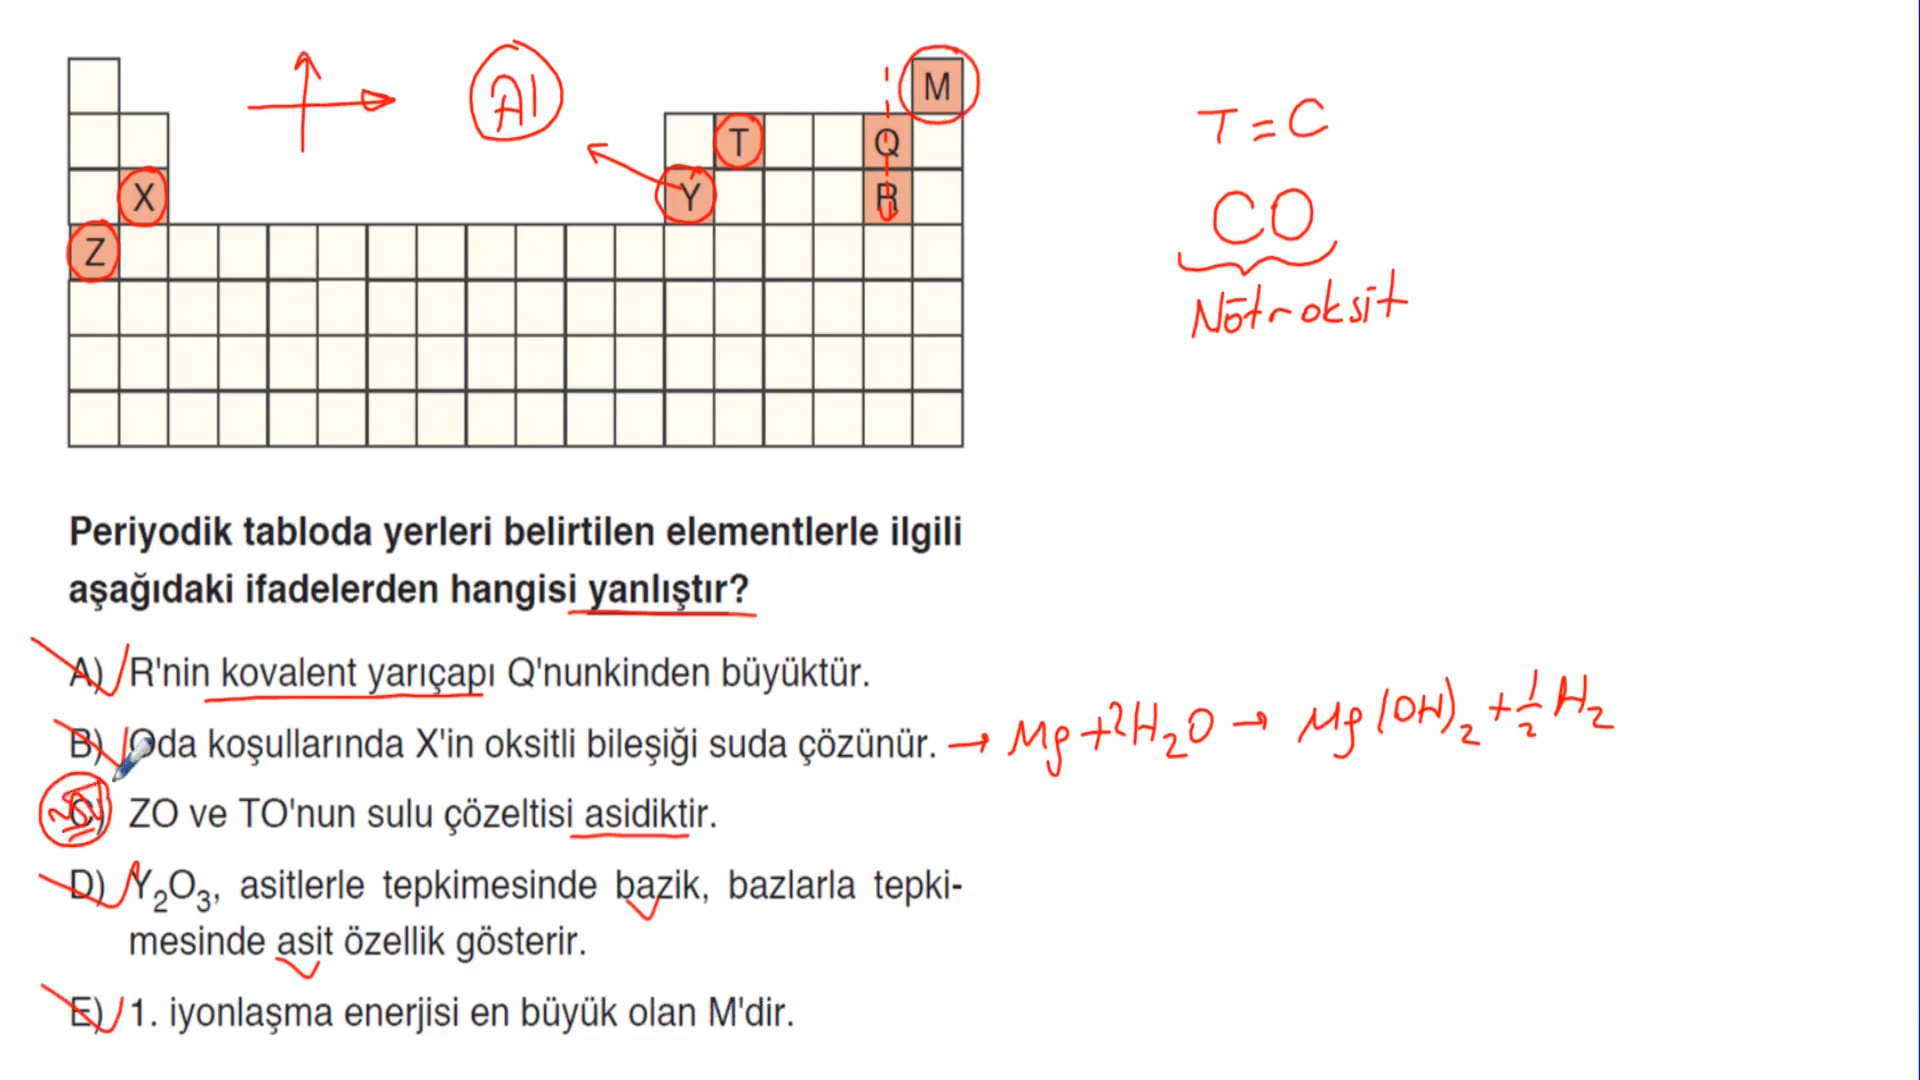 M
Al
T
Q
X
Y
R
Z
T = C
CO
Nötr oksit
Periyodik tabloda yerleri belirtilen elementlerle ilgili
aşağıdaki ifadelerden hangisi yanlıştır?
A) R'nin kovalent yarıçapı Q'nunkinden büyüktür.
B) Oda koşullarında X'in oksitli bileşiği suda çözünür. → Mg + 2H₂O → Mg(OH)₂ + 1/2 H₂
C) ZO ve TO'nun sulu çözeltisi asidiktir.
D) Y₂O₃, asitlerle tepkimesinde bazik, bazlarla tepki-
mesinde asit özellik gösterir.
E) 1. iyonlaşma enerjisi en büyük olan M'dir.